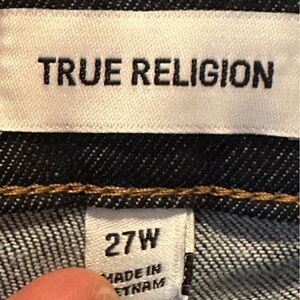 TRUE RELIGION
27W
MADE IN
VIETNAM